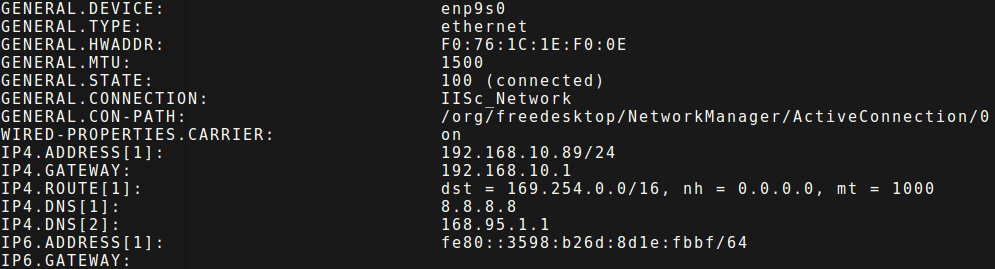 GENERAL.DEVICE: enp9s0
GENERAL.TYPE: ethernet
GENERAL.HWADDR: F0:76:1C:1E:F0:0E
GENERAL.MTU: 1500
GENERAL.STATE: 100 (connected)
GENERAL.CONNECTION: IISc_Network
GENERAL.CON-PATH: /org/freedesktop/NetworkManager/ActiveConnection/0
WIRED-PROPERTIES.CARRIER: on
IP4.ADDRESS[1]: 192.168.10.89/24
IP4.GATEWAY: 192.168.10.1
IP4.ROUTE[1]: dst = 169.254.0.0/16, nh = 0.0.0.0, mt = 1000
IP4.DNS[1]: 8.8.8.8
IP4.DNS[2]: 168.95.1.1
IP6.ADDRESS[1]: fe80::3598:b26d:8d1e:fbbf/64
IP6.GATEWAY: